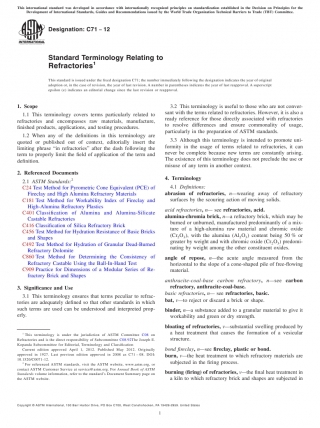 This international standard was developed in accordance with internationally recognized principles on standardization established in the Decision on Principles for the
Development of International Standards, Guides and Recommendations issued by the World Trade Organization Technical Barriers to Trade (TBT) Committee.
Designation: C71 – 12
Standard Terminology Relating to
Refractories¹
This standard is issued under the fixed designation C71; the number immediately following the designation indicates the year of original
adoption or, in the case of revision, the year of last revision. A number in parentheses indicates the year of last reapproval. A superscript
epsilon (ε) indicates an editorial change since the last revision or reapproval.
1. Scope
1.1 This terminology covers terms particularly related to
refractories and encompasses raw materials, manufacture,
finished products, applications, and testing procedures.
1.2 When any of the definitions in this terminology are
quoted or published out of context, editorially insert the
limiting phrase “in refractories” after the dash following the
term to properly limit the field of application of the term and
definition.
2. Referenced Documents
2.1 ASTM Standards:²
C24 Test Method for Pyrometric Cone Equivalent (PCE) of
Fireclay and High Alumina Refractory Materials
C181 Test Method for Workability Index of Fireclay and
High-Alumina Refractory Plastics
C401 Classification of Alumina and Alumina-Silicate
Castable Refractories
C416 Classification of Silica Refractory Brick
C456 Test Method for Hydration Resistance of Basic Bricks
and Shapes
C492 Test Method for Hydration of Granular Dead-Burned
Refractory Dolomite
C860 Test Method for Determining the Consistency of
Refractory Castable Using the Ball-In-Hand Test
C909 Practice for Dimensions of a Modular Series of Re-
fractory Brick and Shapes
3. Significance and Use
3.1 This terminology ensures that terms peculiar to refrac-
tories are adequately defined so that other standards in which
such terms are used can be understood and interpreted prop-
erly.
¹ This terminology is under the jurisdiction of ASTM Committee C08 on
Refractories and is the direct responsibility of Subcommittee C08.92
Current edition approved April 1, 2012. Published May 2012. Originally
approved in 1927. Last previous edition approved in 2008 as C71 – 08. DOI:
10.1520/C0071-12.
² For referenced ASTM standards, visit the ASTM website, www.astm.org, or
contact ASTM Customer Service at service@astm.org. For Annual Book of ASTM
Standards volume information, refer to the standard’s Document Summary page on
the ASTM website.
3.2 This terminology is useful to those who are not conver-
sant with the terms related to refractories. However, it is also a
ready reference for those directly associated with refractories
to resolve differences and ensure commonality of usage,
particularly in the preparation of ASTM standards.
3.3 Although this terminology is intended to promote uni-
formity in the usage of terms related to refractories, it can
never be complete because new terms are constantly arising.
The existence of this terminology does not preclude the use or
misuse of any term in another context.
4. Terminology
4.1 Definitions:
abrasion of refractories, n—wearing away of refractory
surfaces by the scouring action of moving solids.
acid refractories, n—see refractories, acid.
alumina-chromia brick, n—a refractory brick, which may be
burned or unburned, manufactured predominantly of a mix-
ture of a high-alumina raw material and chromic oxide
(Cr₂O₃), with the alumina (Al₂O₃) content being 50 % or
greater by weight and with chromic oxide (Cr₂O₃) predomi-
nating by weight among the other constituent oxides.
angle of repose, n—the acute angle measured from the
horizontal to the slope of a cone-shaped pile of free-flowing
material.
anthracite-coal-base carbon refractory, n—see carbon
refractory, anthracite-coal-base.
basic refractories, n— see refractories, basic.
bat, v—to reject or discard a brick or shape.
binder, n—a substance added to a granular material to give it
workability and green or dry strength.
bloating of refractories, v—substantial swelling produced by
a heat treatment that causes the formation of a vesicular
structure.
bond fireclay, n—see fireclay, plastic or bond.
burn, v—the heat treatment to which refractory materials are
subjected in the firing process.
burning (firing) of refractories, v—the final heat treatment in
a kiln to which refractory brick and shapes are subjected in
Copyright © ASTM International, 100 Barr Harbor Drive, PO Box C700, West Conshohocken, PA 19428-2959. United States
1